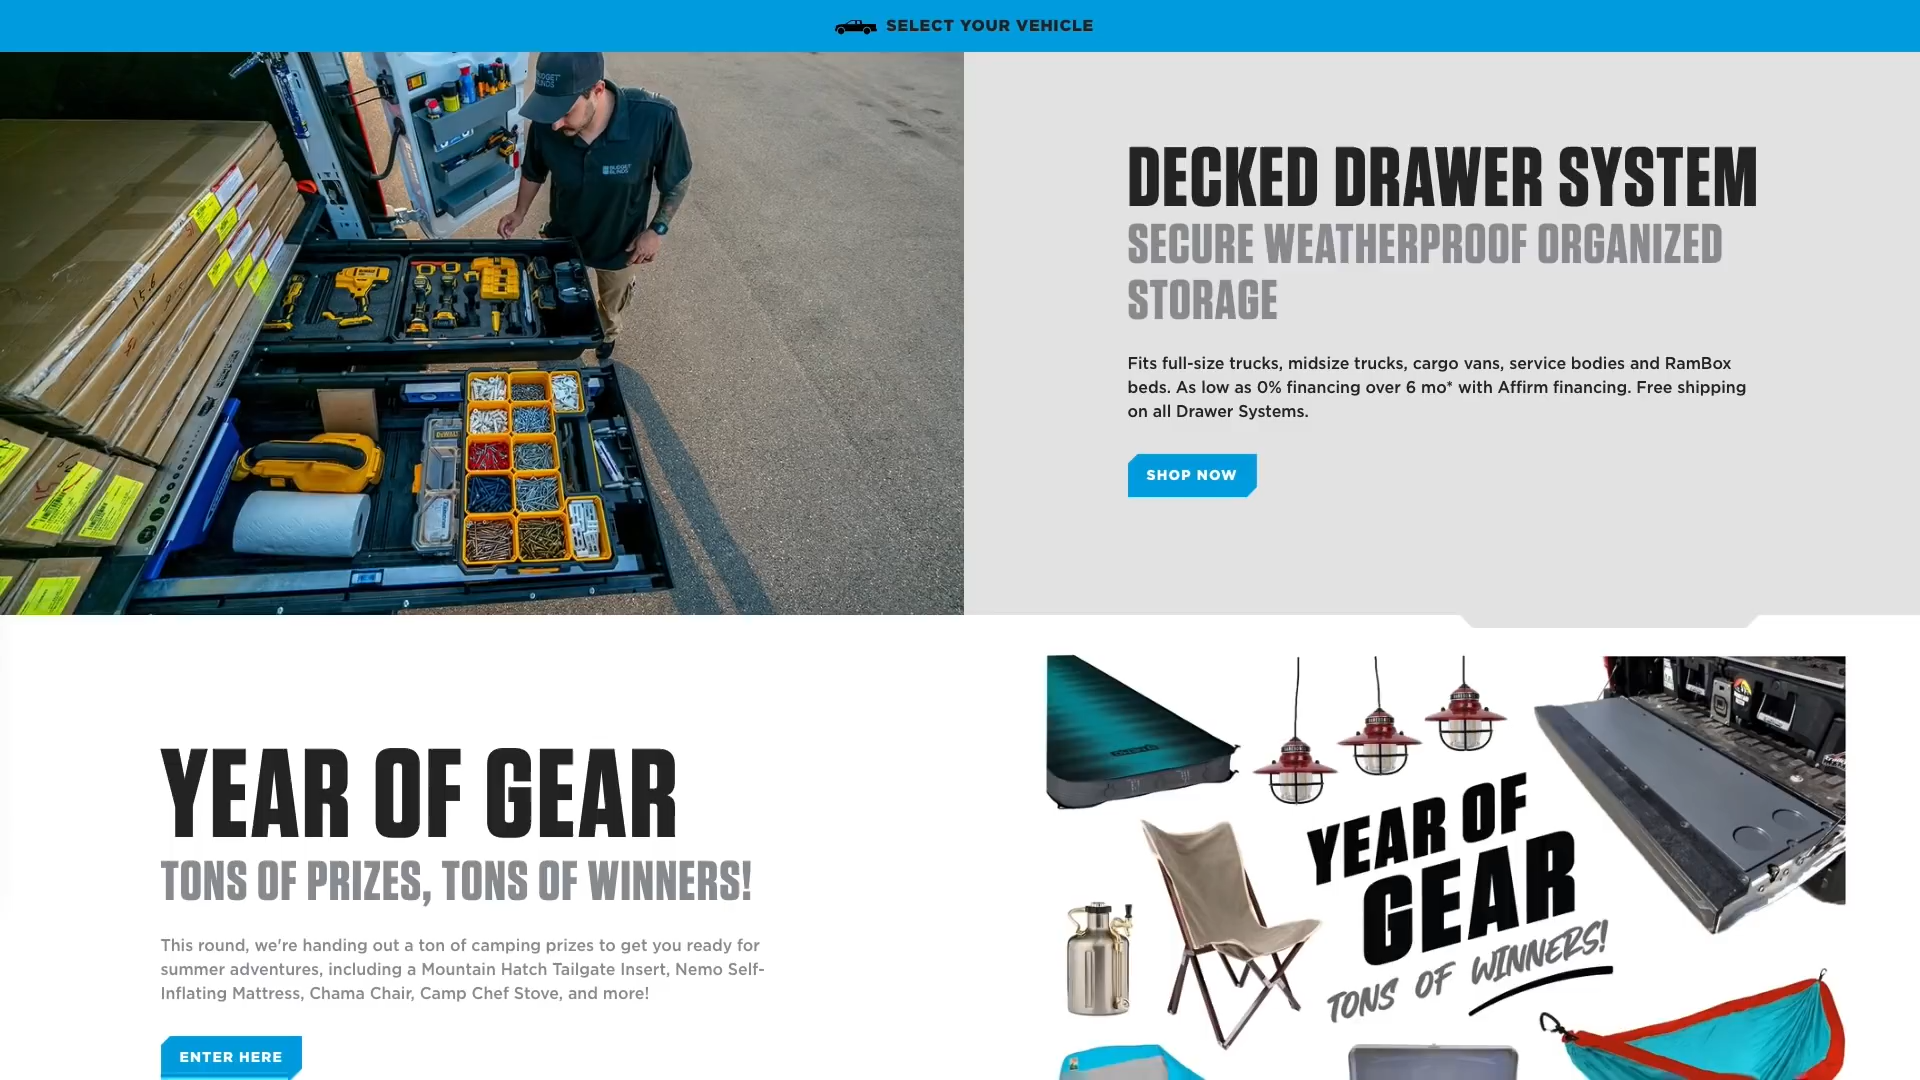 SELECT YOUR VEHICLE
BUDGET
BLINDS
DECKED DRAWER SYSTEM
SECURE WEATHERPROOF ORGANIZED
STORAGE
Fits full-size trucks, midsize trucks, cargo vans, service bodies and RamBox
beds. As low as 0% financing over 6 mo* with Affirm financing. Free shipping
on all Drawer Systems.
SHOP NOW
YEAR OF GEAR
TONS OF PRIZES, TONS OF WINNERS!
This round, we're handing out a ton of camping prizes to get you ready for
summer adventures, including a Mountain Hatch Tailgate Insert, Nemo Self-
Inflating Mattress, Chama Chair, Camp Chef Stove, and more!
ENTER HERE
YEAR OF
GEAR
TONS OF WINNERS!